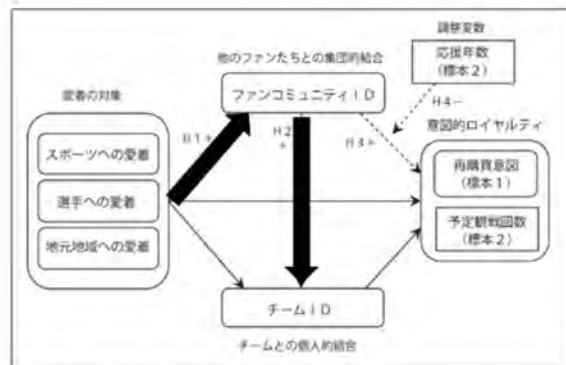 調整変数
応援年数
(標本2)
他のファンたちとの集団的結合
ファンコミュニティID
愛着の対象
スポーツへの愛着
選手への愛着
地元地域への愛着
H1+
H2
+
H3+
H4−
意図的ロイヤルティ
再購買意図
(標本1)
予定観戦回数
(標本2)
チームID
チームとの個人的結合